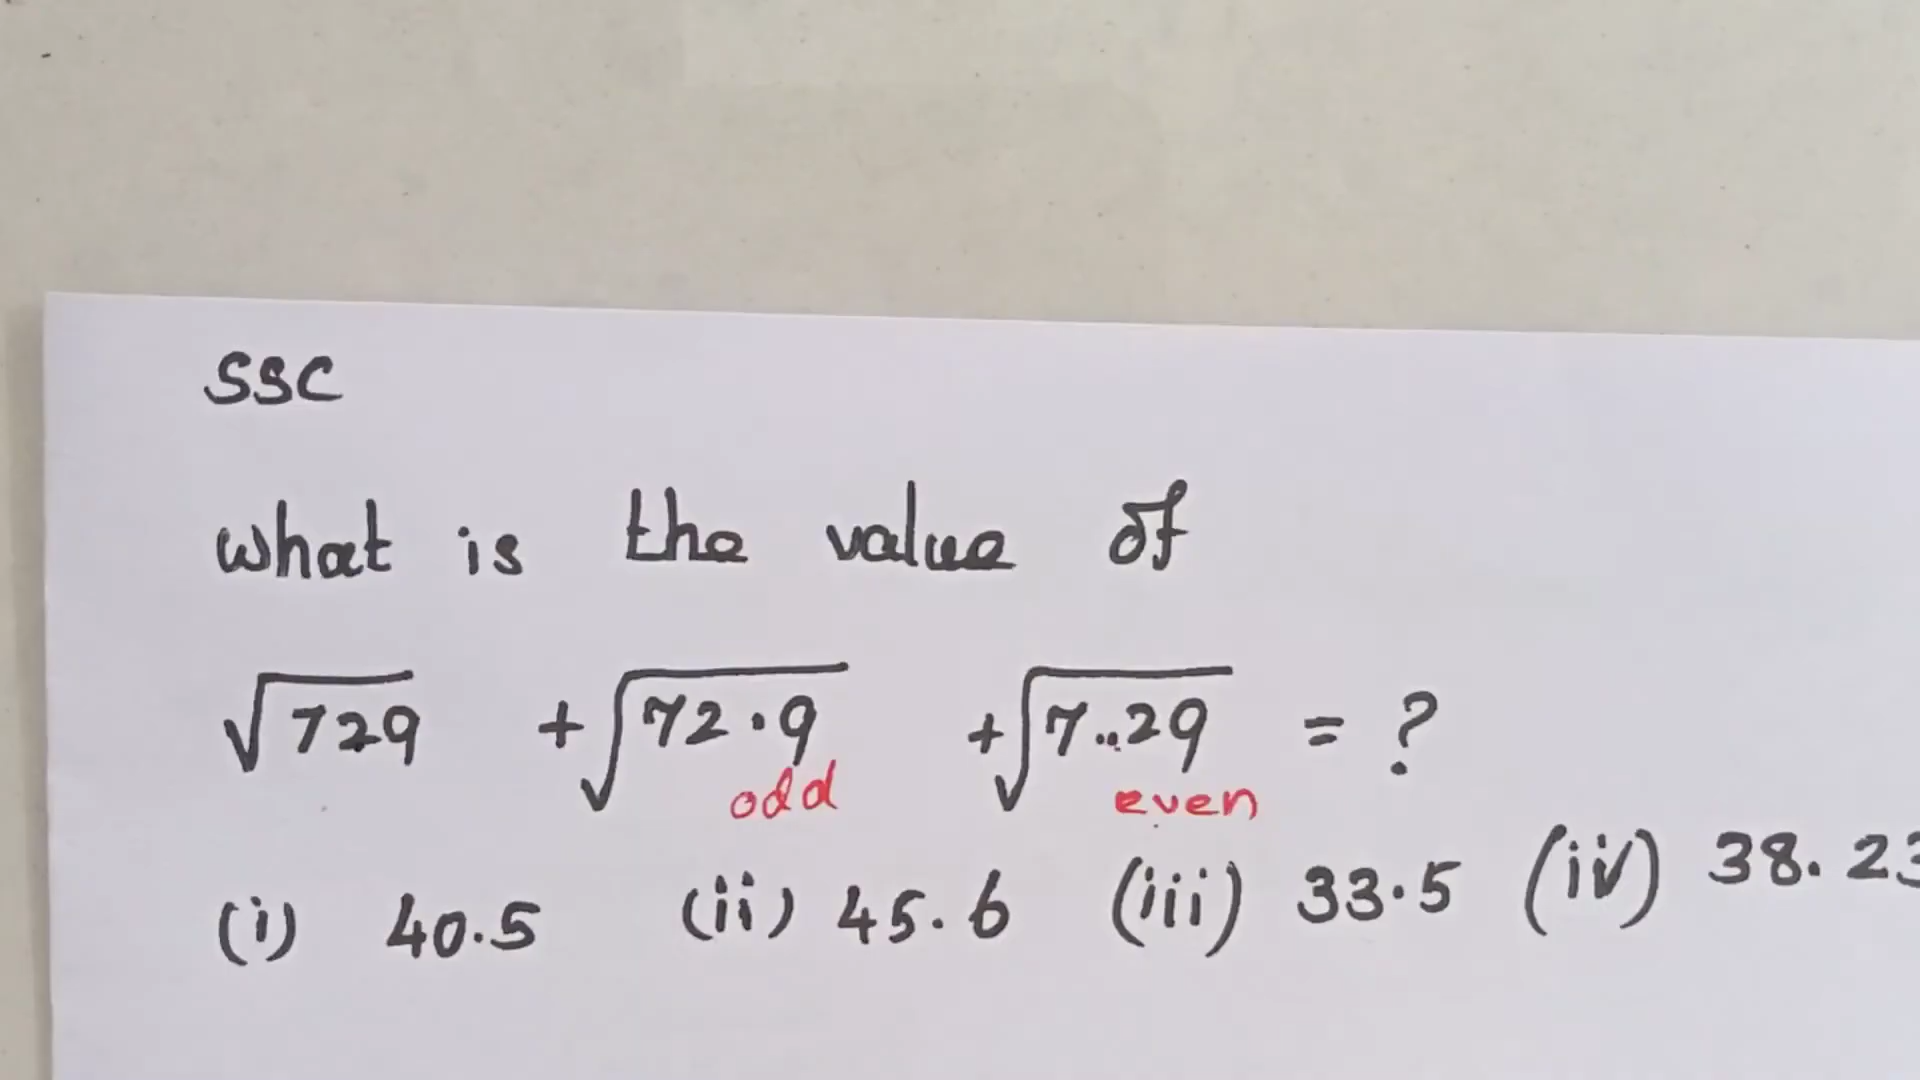 SSC
what is the value of
√729 + √72.9 + √7.29 = ?
odd even
(i) 40.5 (ii) 45.6 (iii) 33.5 (iv) 38.23